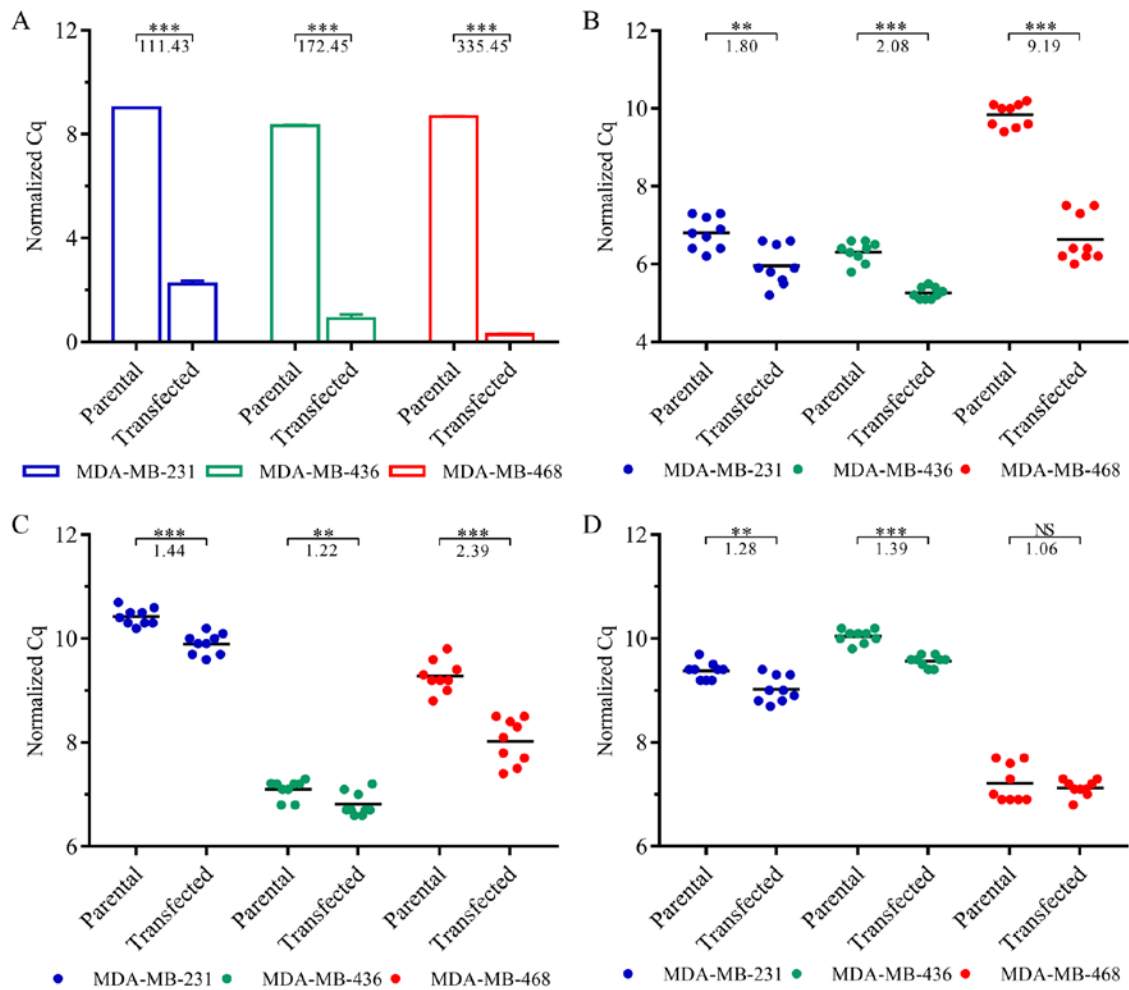 A
B
12
***
***
***
111.43
172.45
335.45
8
4
0
Normalized Cq
Parental
Transfected
Parental
Transfected
Parental
Transfected
MDA-MB-231
MDA-MB-436
MDA-MB-468
12
**
***
***
1.80
2.08
9.19
10
8
6
4
Normalized Cq
Parental
Transfected
Parental
Transfected
Parental
Transfected
MDA-MB-231
MDA-MB-436
MDA-MB-468
C
D
12
***
**
***
1.44
1.22
2.39
10
8
6
Normalized Cq
Parental
Transfected
Parental
Transfected
Parental
Transfected
MDA-MB-231
MDA-MB-436
MDA-MB-468
12
**
***
NS
1.28
1.39
1.06
10
8
6
Normalized Cq
Parental
Transfected
Parental
Transfected
Parental
Transfected
MDA-MB-231
MDA-MB-436
MDA-MB-468